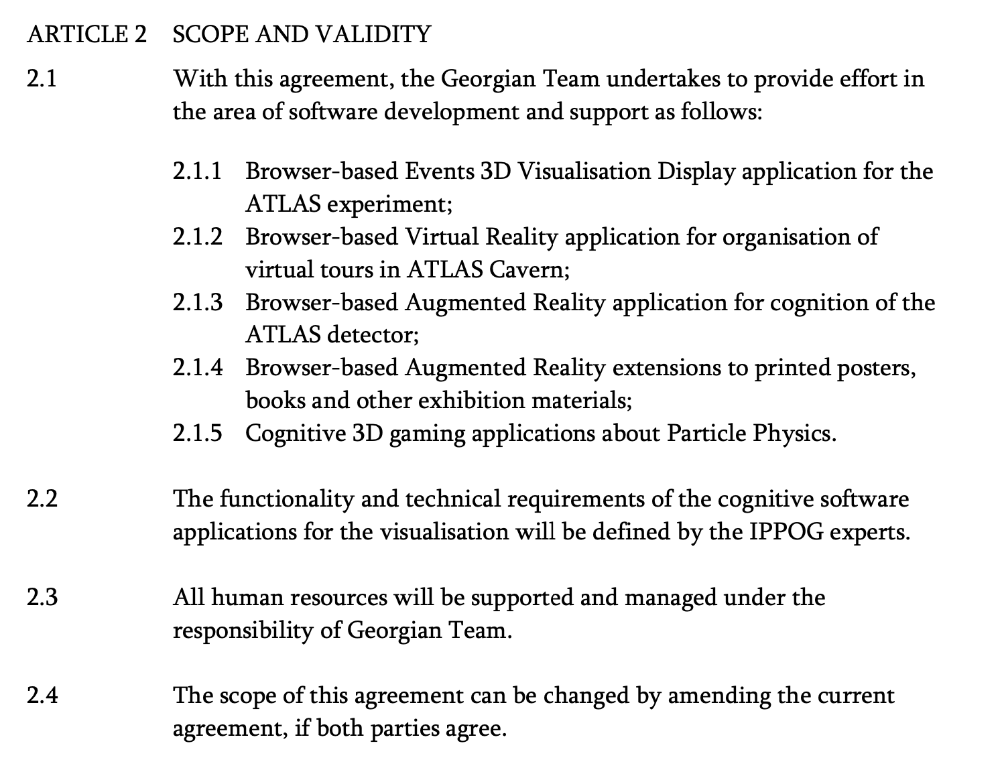 ARTICLE 2 SCOPE AND VALIDITY
2.1 With this agreement, the Georgian Team undertakes to provide effort in
the area of software development and support as follows:
2.1.1 Browser-based Events 3D Visualisation Display application for the
ATLAS experiment;
2.1.2 Browser-based Virtual Reality application for organisation of
virtual tours in ATLAS Cavern;
2.1.3 Browser-based Augmented Reality application for cognition of the
ATLAS detector;
2.1.4 Browser-based Augmented Reality extensions to printed posters,
books and other exhibition materials;
2.1.5 Cognitive 3D gaming applications about Particle Physics.
2.2 The functionality and technical requirements of the cognitive software
applications for the visualisation will be defined by the IPPOG experts.
2.3 All human resources will be supported and managed under the
responsibility of Georgian Team.
2.4 The scope of this agreement can be changed by amending the current
agreement, if both parties agree.